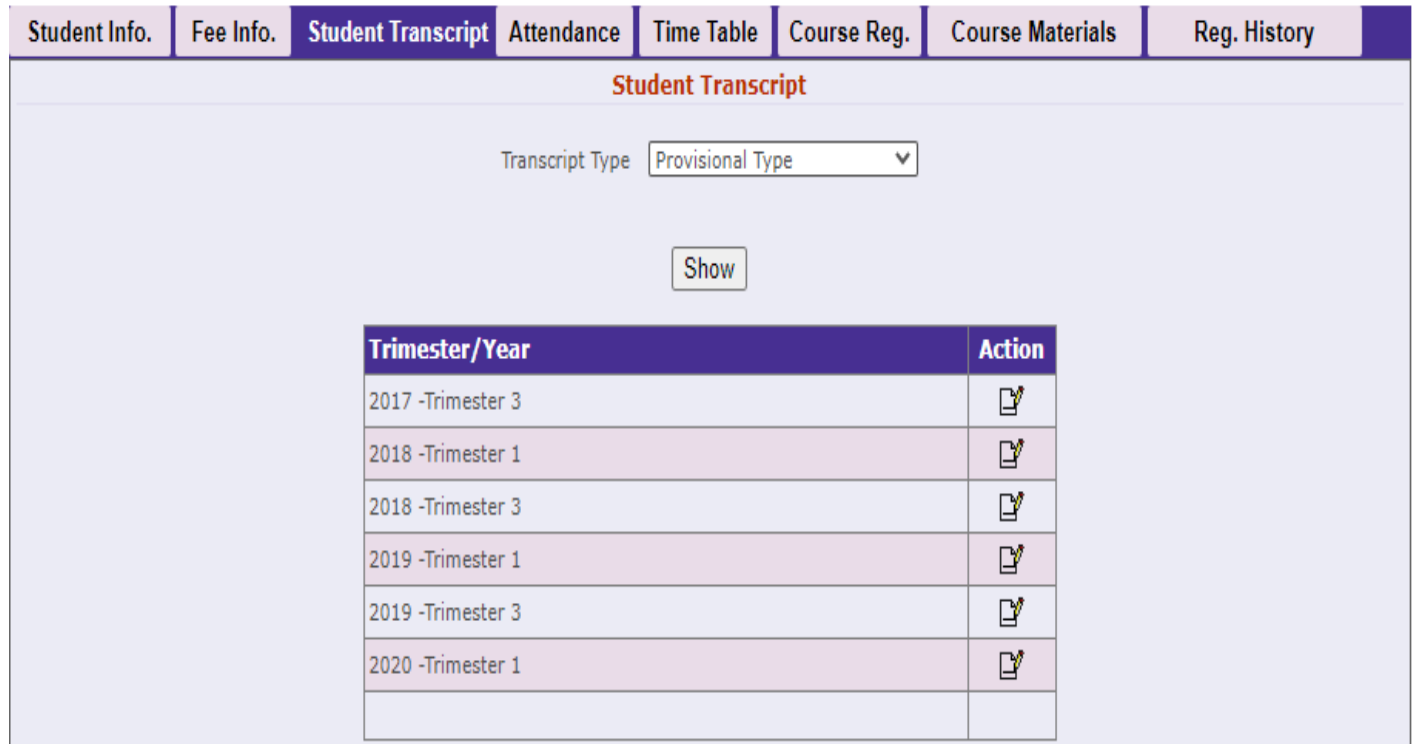 Student Info. Fee Info. Student Transcript Attendance Time Table Course Reg. Course Materials Reg. History
Student Transcript
Transcript Type Provisional Type
Show
Trimester/Year Action
2017 -Trimester 3
2018 -Trimester 1
2018 -Trimester 3
2019 -Trimester 1
2019 -Trimester 3
2020 -Trimester 1